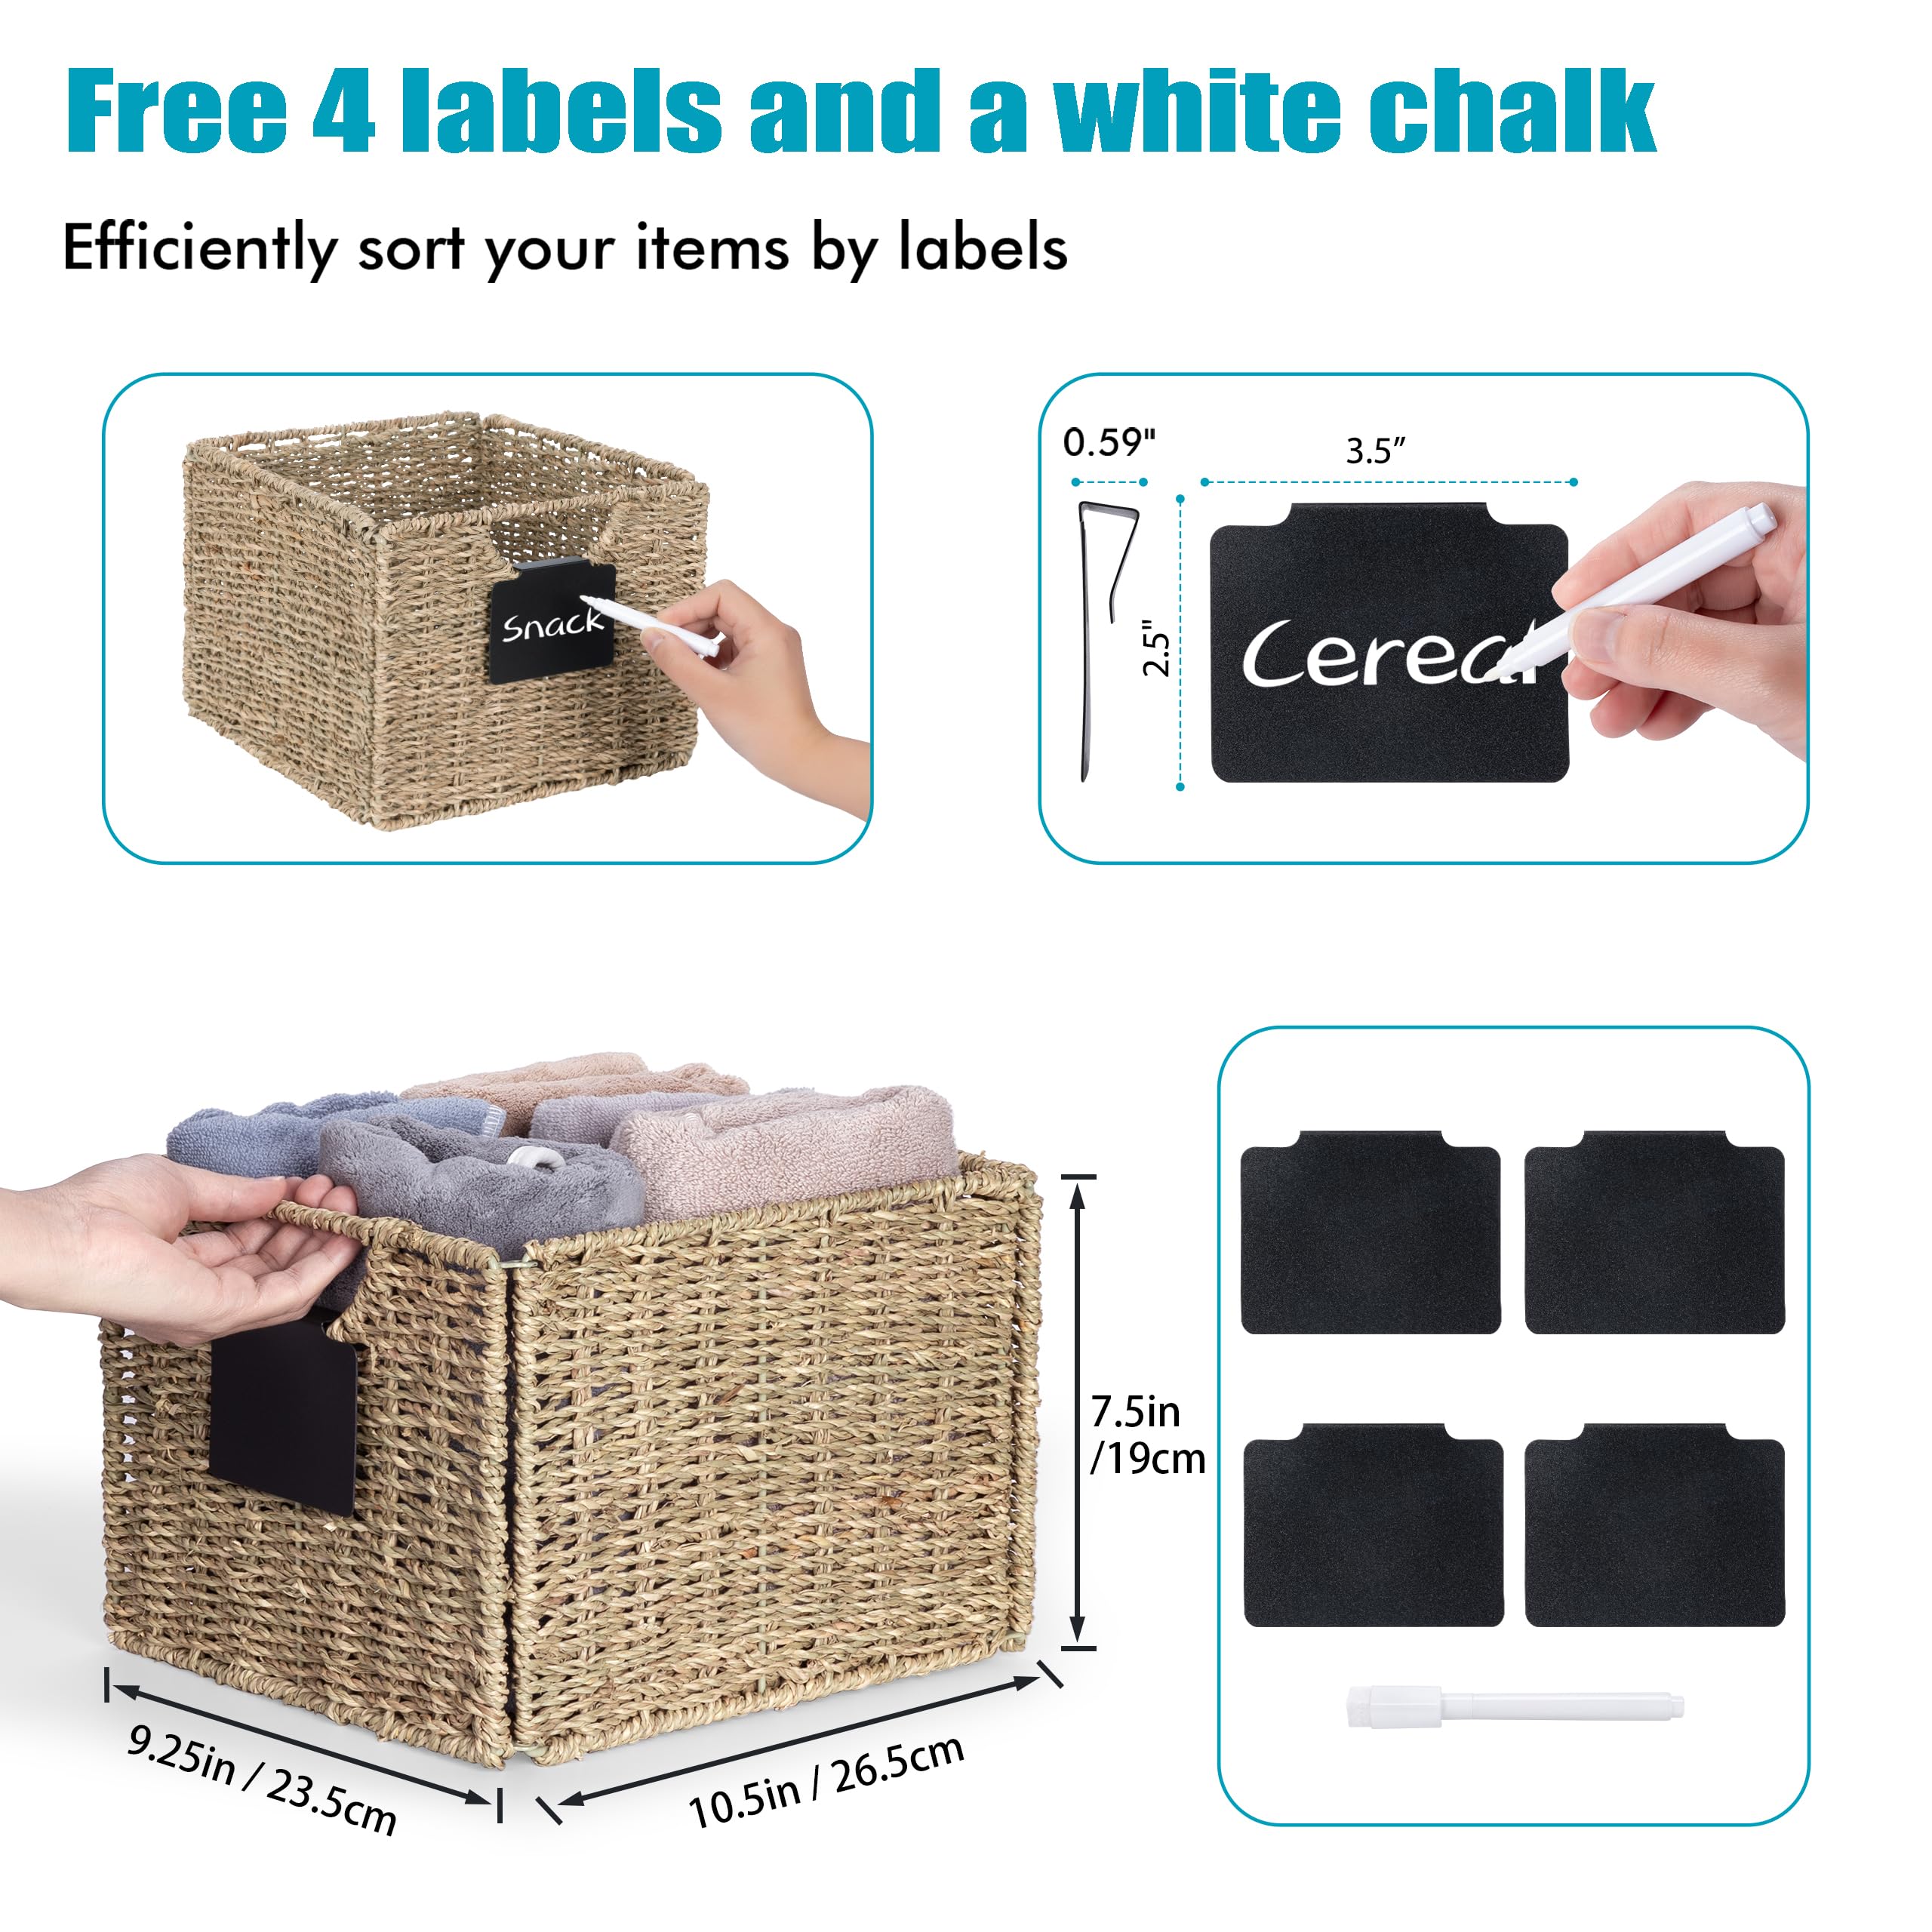 Free 4 labels and a white chalk
Efficiently sort your items by labels
Snack
0.59"
3.5”
2.5"
Cereal
7.5in
/19cm
9.25in / 23.5cm
10.5in / 26.5cm